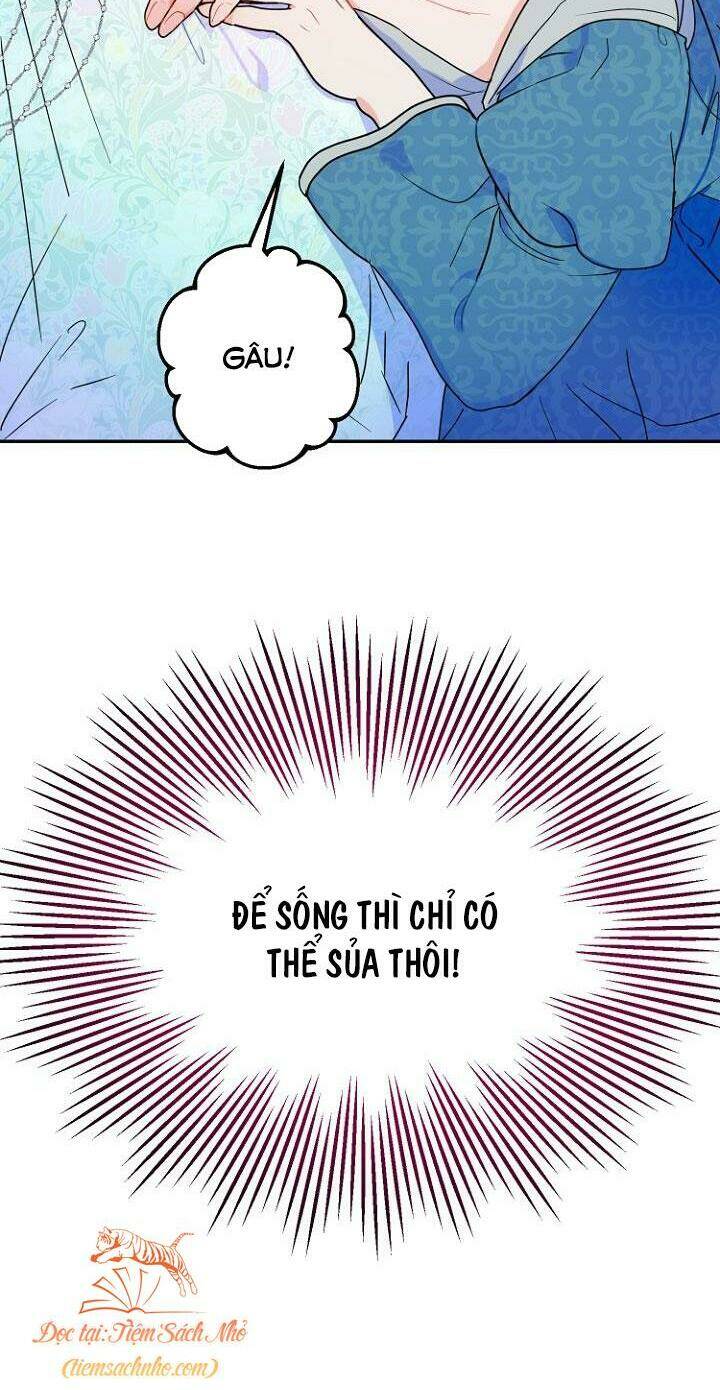 GÂU!
ĐỂ SỐNG THÌ CHỈ CÓ
THỂ SỦA THÔI!
Đọc tại: Tiệm Sách Nhỏ
(tiemsachnho.com)